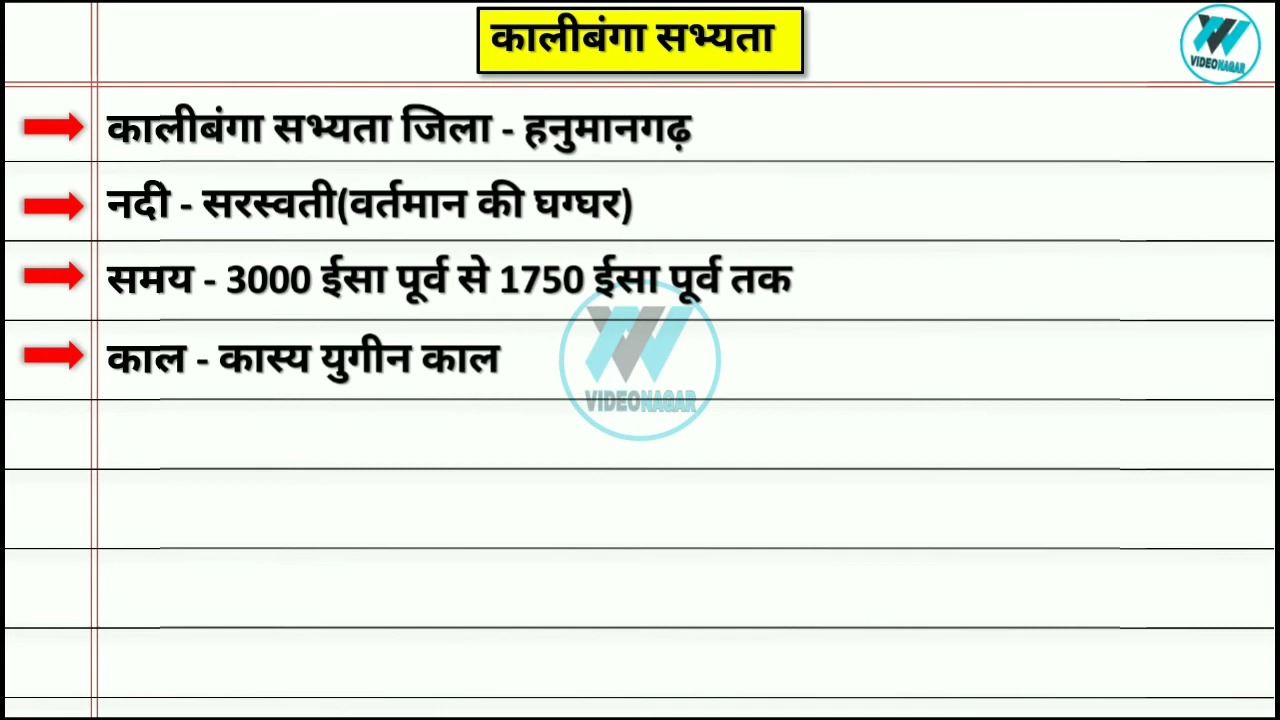 कालीबंगा सभ्यता
VIDEONAGAR
कालीबंगा सभ्यता जिला - हनुमानगढ़
नदी - सरस्वती(वर्तमान की घग्घर)
समय - 3000 ईसा पूर्व से 1750 ईसा पूर्व तक
काल - कास्य युगीन काल
VIDEONAGAR